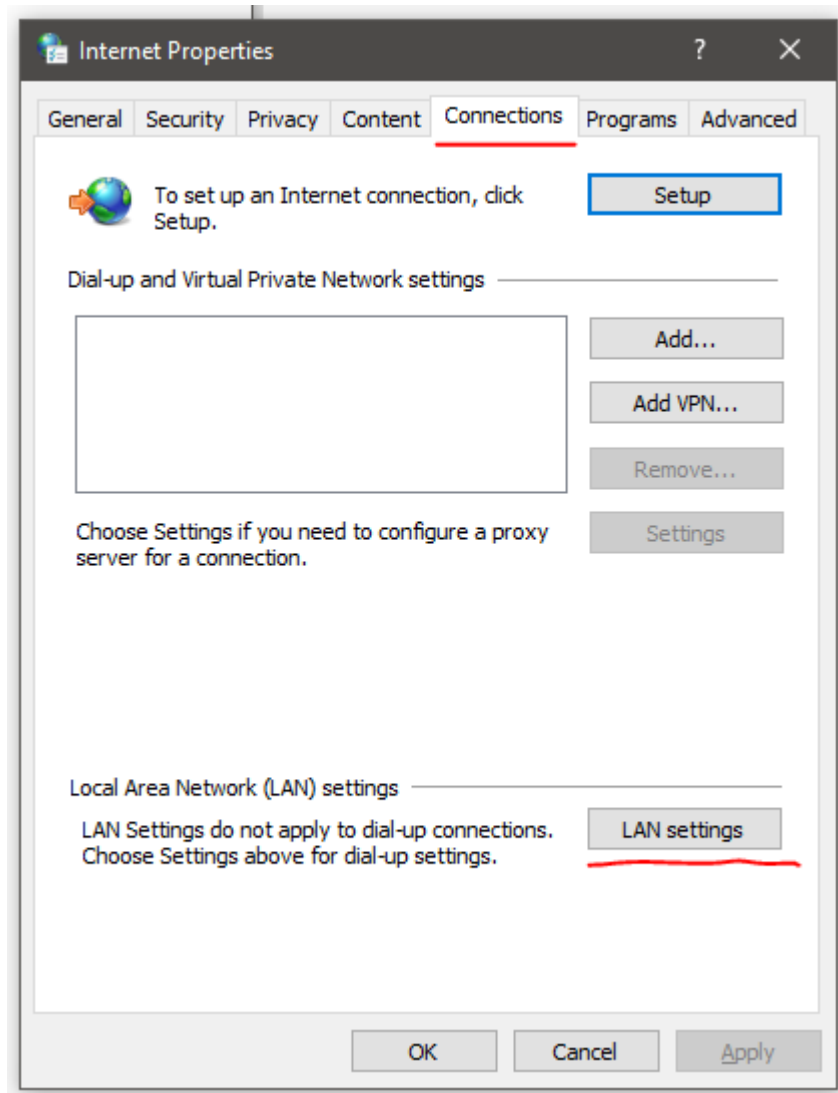 Internet Properties ?
General Security Privacy Content Connections Programs Advanced
To set up an Internet connection, click
Setup.
Setup
Dial-up and Virtual Private Network settings
Add...
Add VPN...
Remove...
Choose Settings if you need to configure a proxy
server for a connection.
Settings
Local Area Network (LAN) settings
LAN Settings do not apply to dial-up connections.
Choose Settings above for dial-up settings.
LAN settings
OK Cancel Apply